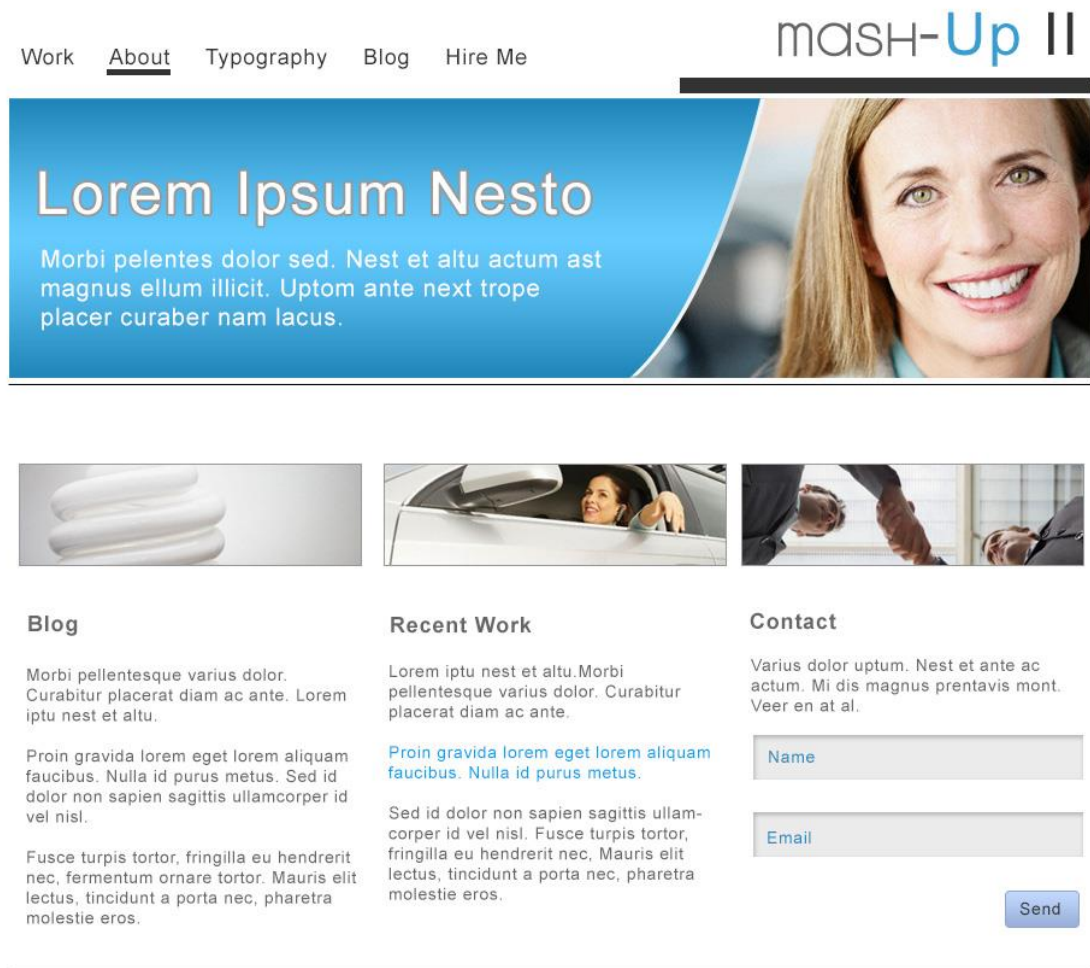 mash-Up II
Work About Typography Blog Hire Me
Lorem Ipsum Nesto
Morbi pelentes dolor sed. Nest et altu actum ast
magnus ellum illicit. Uptom ante next trope
placer curaber nam lacus.
Blog
Morbi pellentesque varius dolor.
Curabitur placerat diam ac ante. Lorem
iptu nest et altu.
Proin gravida lorem eget lorem aliquam
faucibus. Nulla id purus metus. Sed id
dolor non sapien sagittis ullamcorper id
vel nisl.
Fusce turpis tortor, fringilla eu hendrerit
nec, fermentum ornare tortor. Mauris elit
lectus, tincidunt a porta nec, pharetra
molestie eros.
Recent Work
Lorem iptu nest et altu.Morbi
pellentesque varius dolor. Curabitur
placerat diam ac ante.
Proin gravida lorem eget lorem aliquam
faucibus. Nulla id purus metus.
Sed id dolor non sapien sagittis ullam-
corper id vel nisl. Fusce turpis tortor,
fringilla eu hendrerit nec, Mauris elit
lectus, tincidunt a porta nec, pharetra
molestie eros.
Contact
Varius dolor uptum. Nest et ante ac
actum. Mi dis magnus prentavis mont.
Veer en at al.
Name
Email
Send